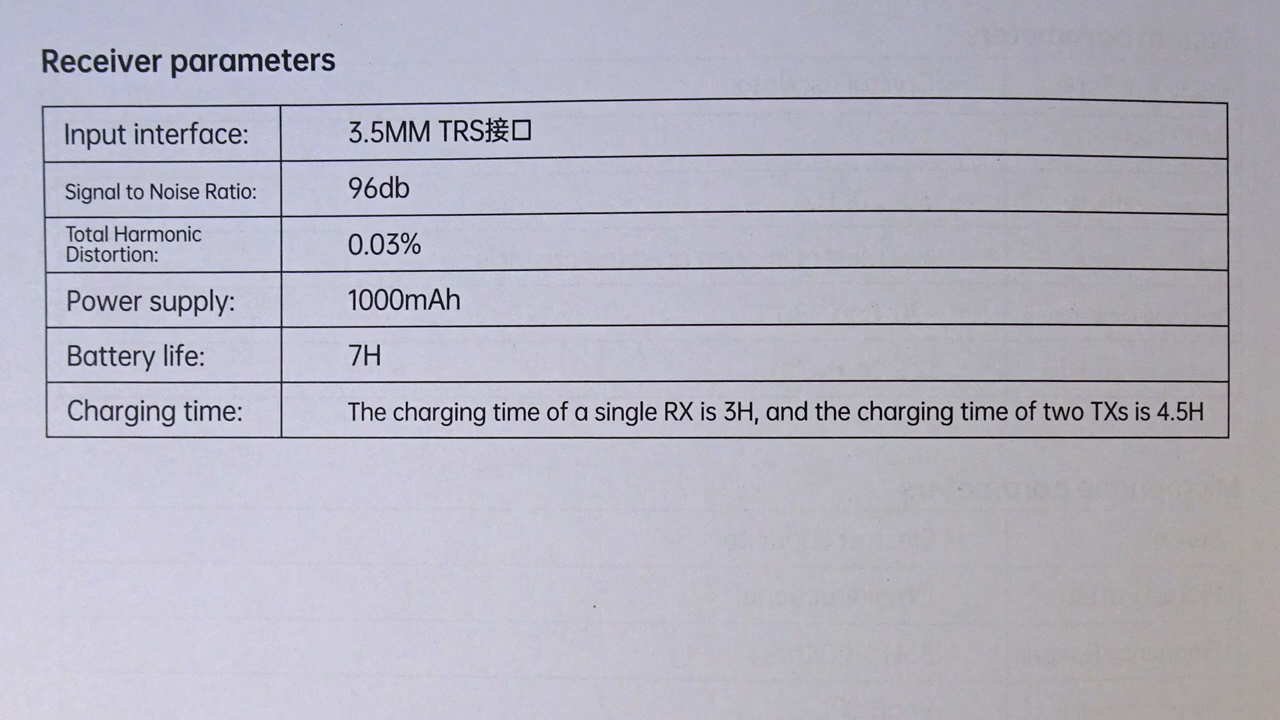 Receiver parameters
Input interface: 3.5MM TRS接口
Signal to Noise Ratio: 96db
Total Harmonic
Distortion: 0.03%
Power supply: 1000mAh
Battery life: 7H
Charging time: The charging time of a single RX is 3H, and the charging time of two TXs is 4.5H